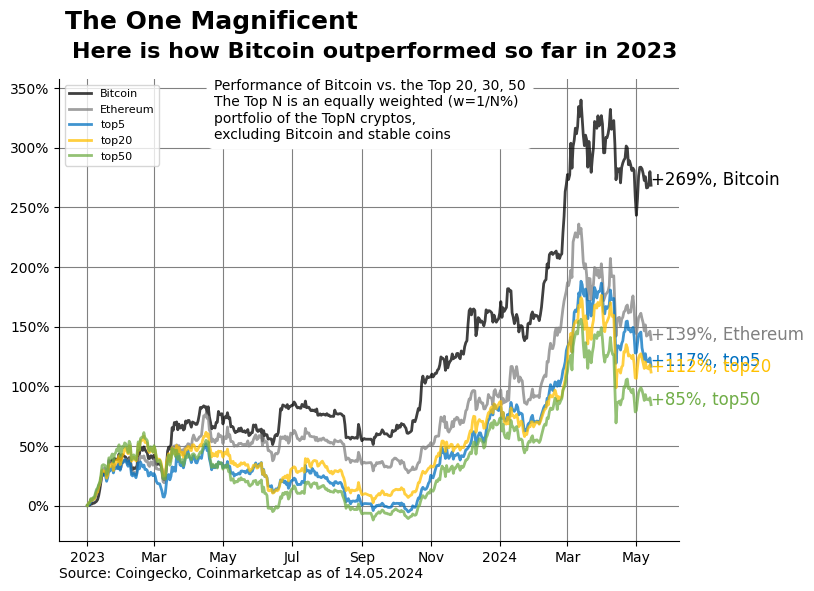 The One Magnificent
Here is how Bitcoin outperformed so far in 2023
350%
300%
250%
200%
150%
100%
50%
0%
Bitcoin
Ethereum
top5
top20
top50
Performance of Bitcoin vs. the Top 20, 30, 50
The Top N is an equally weighted (w=1/N%)
portfolio of the TopN cryptos,
excluding Bitcoin and stable coins
+269%, Bitcoin
+139%, Ethereum
+117%, top5
+112%, top20
+85%, top50
2023 Mar May Jul Sep Nov 2024 Mar May
Source: Coingecko, Coinmarketcap as of 14.05.2024